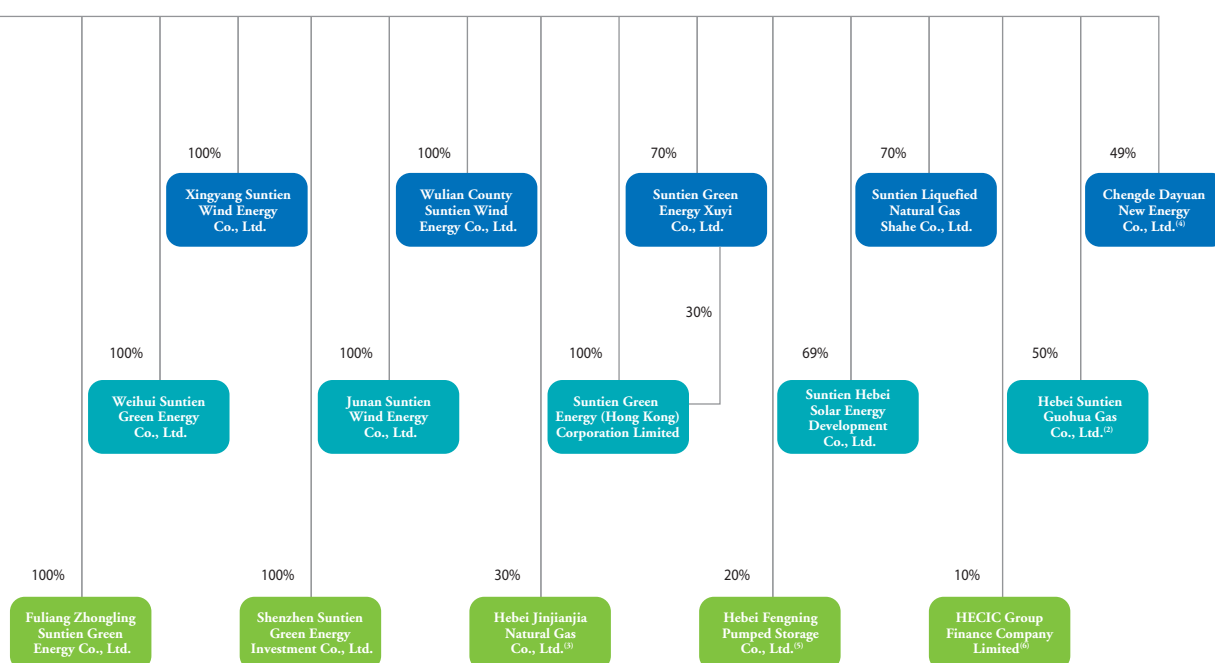 100%
100%
70%
70%
49%
Xingyang Suntien
Wind Energy
Co., Ltd.
Wulian County
Suntien Wind
Energy Co., Ltd.
Suntien Green
Energy Xuyi
Co., Ltd.
Suntien Liquefied
Natural Gas
Shahe Co., Ltd.
Chengde Dayuan
New Energy
Co., Ltd.(4)
30%
100%
100%
100%
69%
50%
Weihui Suntien
Green Energy
Co., Ltd.
Junan Suntien
Wind Energy
Co., Ltd.
Suntien Green
Energy (Hong Kong)
Corporation Limited
Suntien Hebei
Solar Energy
Development
Co., Ltd.
Hebei Suntien
Guohua Gas
Co., Ltd.(2)
100%
100%
30%
20%
10%
Fuliang Zhongling
Suntien Green
Energy Co., Ltd.
Shenzhen Suntien
Green Energy
Investment Co., Ltd.
Hebei Jinjianjia
Natural Gas
Co., Ltd.(3)
Hebei Fengning
Pumped Storage
Co., Ltd.(5)
HECIC Group
Finance Company
Limited(6)